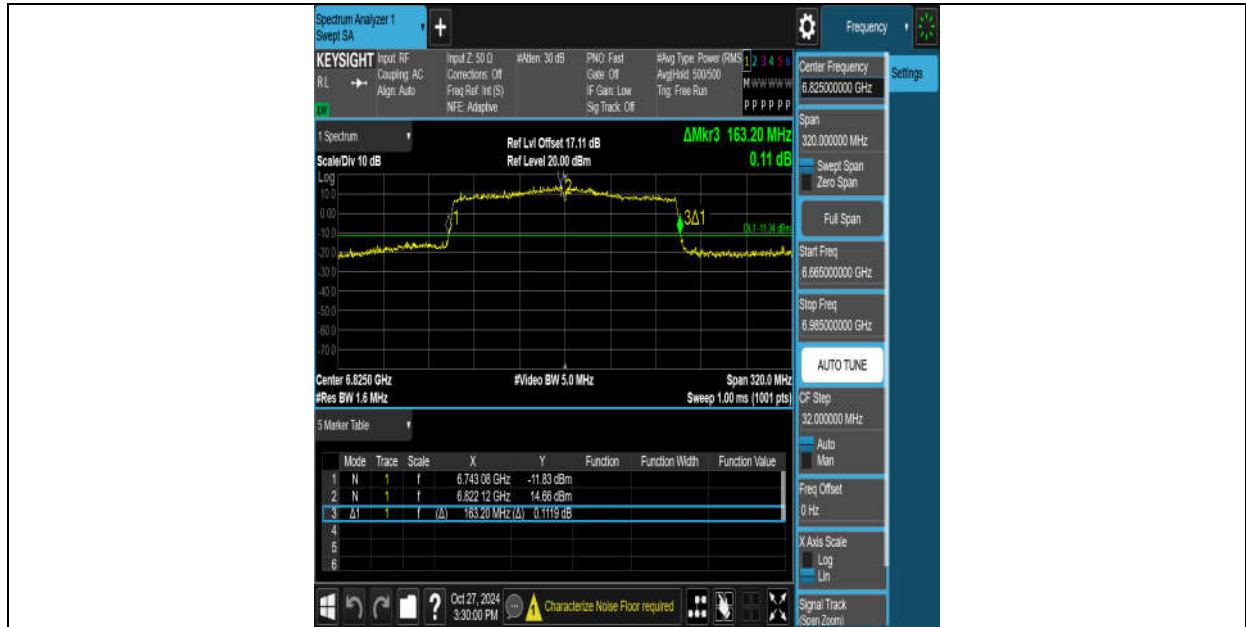 Spectrum Analyzer 1
Swept SA
+
Frequency
KEYSIGHT
RL
Input: RF
Coupling: AC
Align: Auto
Input Z: 50 Ω
Corrections: Off
Freq Ref: Int (S)
NFE: Adaptive
#Atten: 30 dB
PNO: Fast
Gate: Off
IF Gain: Low
Sig Track: Off
#Avg Type: Power (RMS
Avg|Hold: 500/500
Trig: Free Run
1 2 3 4 5 6
M W W W W W
P P P P P P
Center Frequency
6.825000000 GHz
Settings
Span
320.000000 MHz
Swept Span
Zero Span
Full Span
Start Freq
6.665000000 GHz
Stop Freq
6.985000000 GHz
AUTO TUNE
CF Step
32.000000 MHz
Auto
Man
Freq Offset
0 Hz
X Axis Scale
Log
Lin
Signal Track
(Span Zoom)
1 Spectrum
Scale/Div 10 dB
Ref Lvl Offset 17.11 dB
Ref Level 20.00 dBm
ΔMkr3 163.20 MHz
0.11 dB
Log
10.0
0.00
-10.0
-20.0
-30.0
-40.0
-50.0
-60.0
-70.0
1
2
3Δ1
DL1 -11.34 dBm
Center 6.8250 GHz
#Video BW 5.0 MHz
Span 320.0 MHz
#Res BW 1.6 MHz
Sweep 1.00 ms (1001 pts)
5 Marker Table
Mode Trace Scale X Y Function Function Width Function Value
1 N 1 f 6.743 08 GHz -11.83 dBm
2 N 1 f 6.822 12 GHz 14.66 dBm
3 Δ1 1 f (Δ) 163.20 MHz (Δ) 0.1119 dB
4
5
6
?
Oct 27, 2024
3:30:00 PM
1
Characterize Noise Floor required